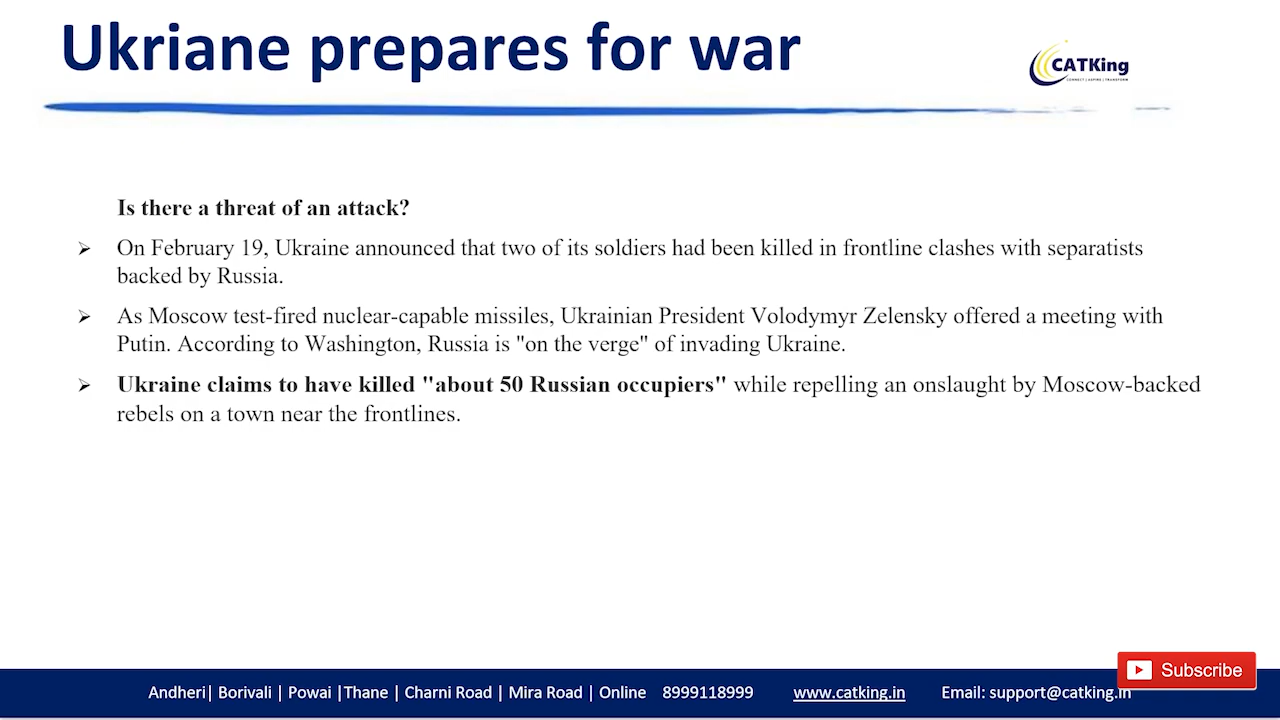 Ukriane prepares for war
CATKing
CONNECT | ASPIRE | TRANSFORM
Is there a threat of an attack?
➢ On February 19, Ukraine announced that two of its soldiers had been killed in frontline clashes with separatists
backed by Russia.
➢ As Moscow test-fired nuclear-capable missiles, Ukrainian President Volodymyr Zelensky offered a meeting with
Putin. According to Washington, Russia is "on the verge" of invading Ukraine.
➢ Ukraine claims to have killed "about 50 Russian occupiers" while repelling an onslaught by Moscow-backed
rebels on a town near the frontlines.
Andheri| Borivali | Powai |Thane | Charni Road | Mira Road | Online 8999118999 www.catking.in Email: support@catking.in
Subscribe